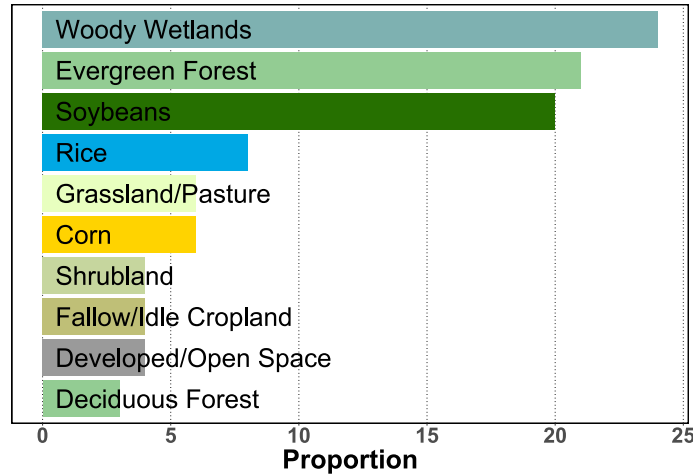 Woody Wetlands
Evergreen Forest
Soybeans
Rice
Grassland/Pasture
Corn
Shrubland
Fallow/Idle Cropland
Developed/Open Space
Deciduous Forest
0 5 10 15 20 25
Proportion